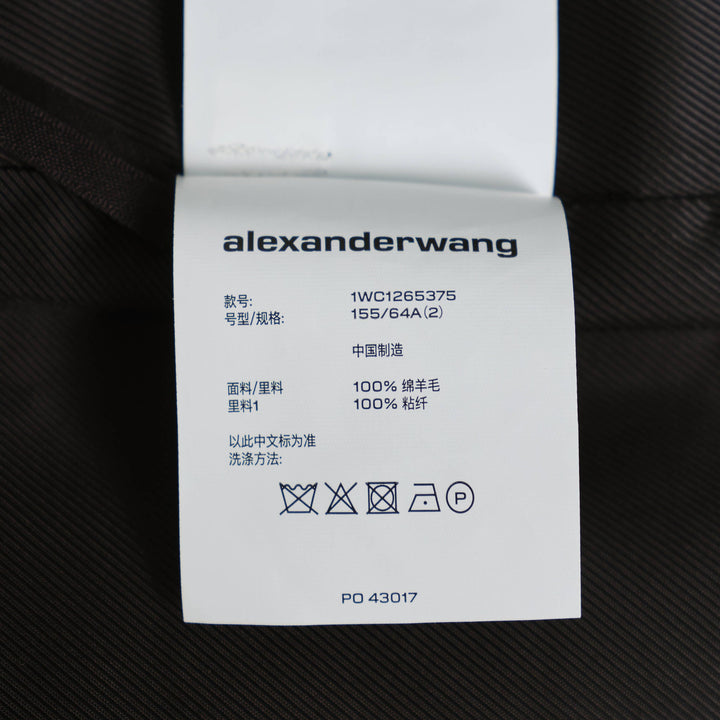 alexanderwang
款号: 1WC1265375
号型/规格: 155/64A(2)
中国制造
面料/里料 100% 绵羊毛
里料1 100% 粘纤
以此中文标为准
洗涤方法:
P
PO 43017